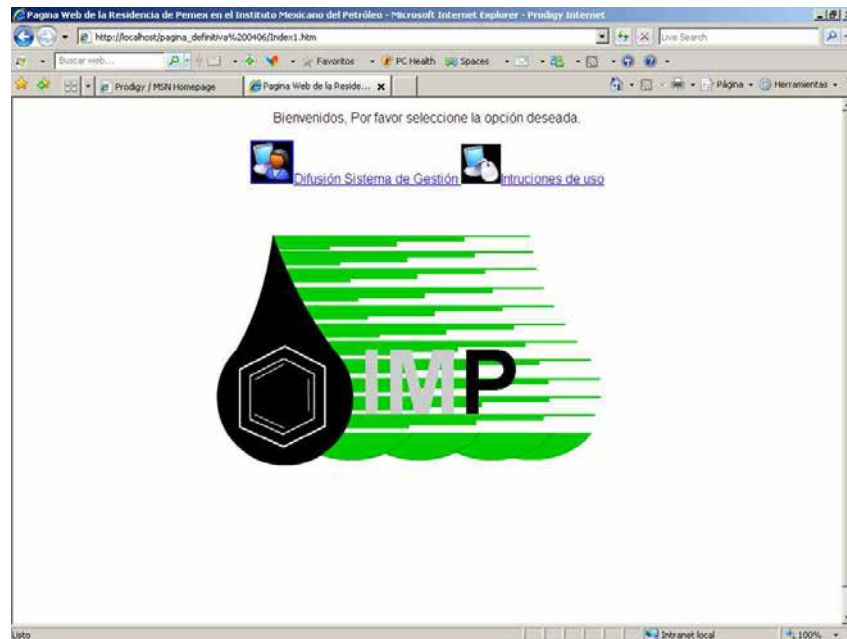 Pagina Web de la Residencia de Pemex en el Instituto Mexicano del Petróleo - Microsoft Internet Explorer - Prodigy Internet
http://localhost/pagina_definitiva%200406/Index1.htm
Live Search
Buscar web...
Favoritos
PC Health
Spaces
Prodigy / MSN Homepage
Pagina Web de la Reside...
Página
Herramientas
Bienvenidos, Por favor seleccione la opción deseada.
Difusión Sistema de Gestión Intruciones de uso
IMP
Listo
Intranet local
100%